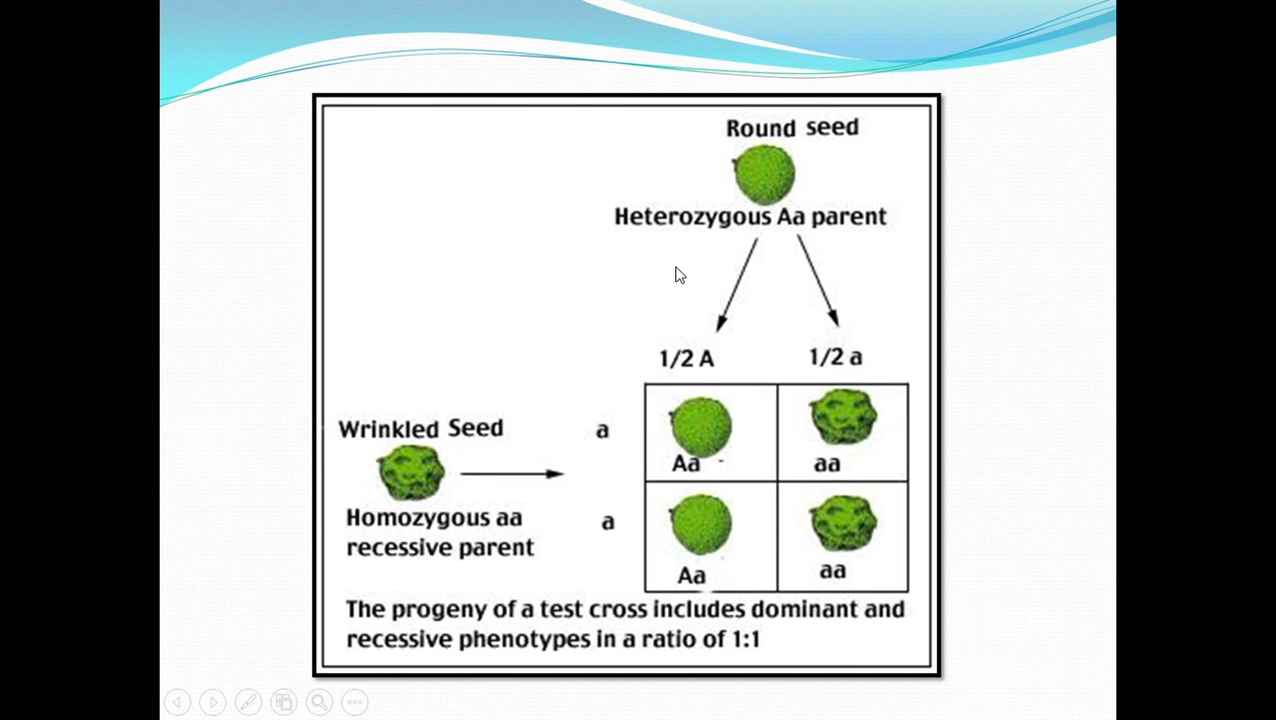 Round seed
Heterozygous Aa parent
1/2 A 1/2 a
Wrinkled Seed
a
Aa aa
Homozygous aa
recessive parent
a
Aa aa
The progeny of a test cross includes dominant and
recessive phenotypes in a ratio of 1:1